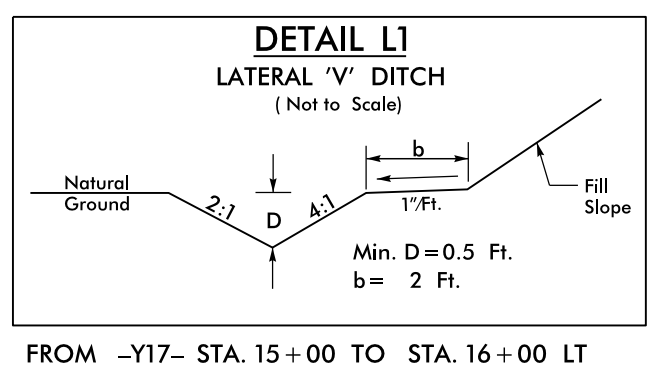 DETAIL L1
LATERAL 'V' DITCH
( Not to Scale)
b
Natural
Ground
2:1
D
4:1
1"/Ft.
Fill
Slope
Min. D=0.5 Ft.
b= 2 Ft.
FROM -Y17- STA. 15+00 TO STA. 16+00 LT